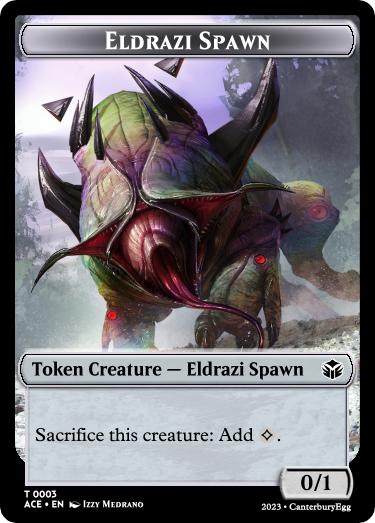 Eldrazi Spawn
Token Creature — Eldrazi Spawn
Sacrifice this creature: Add .
0/1
T 0003
ACE • EN Izzy Medrano
2023 • CanterburyEgg